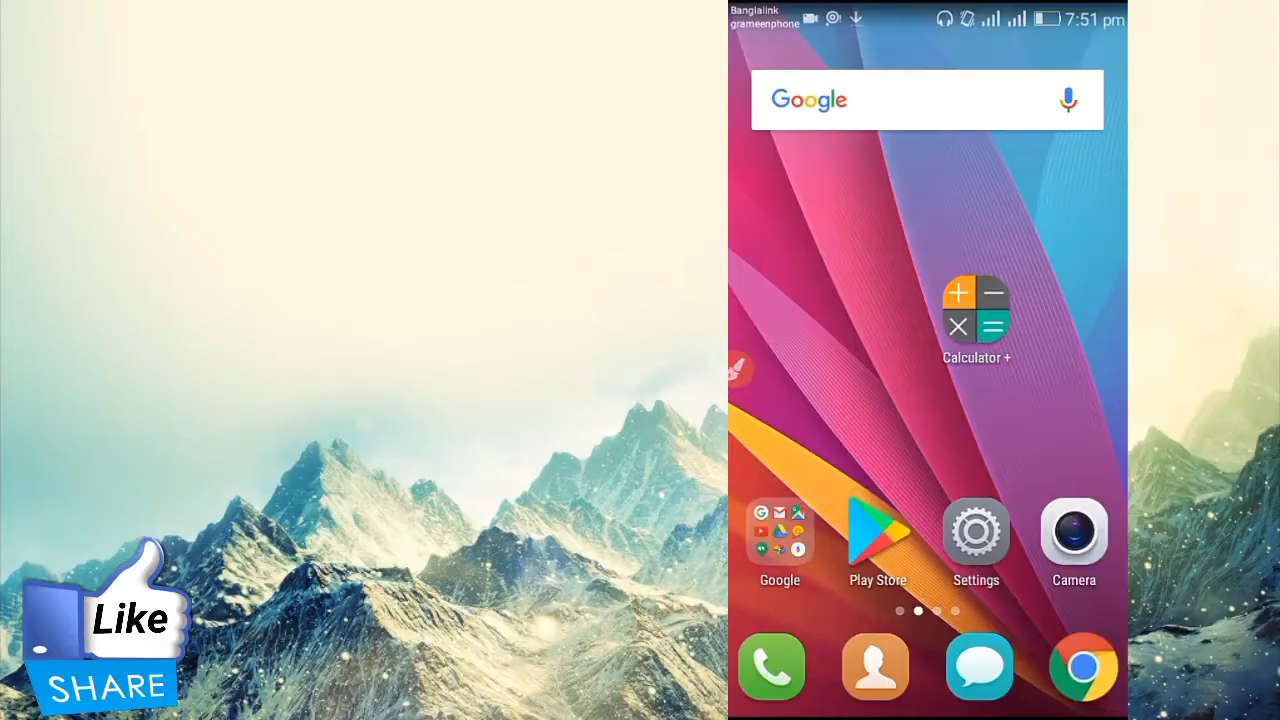 Banglalink
grameenphone
7:51 pm
Google
Calculator +
Google
Play Store
Settings
Camera
Like
SHARE